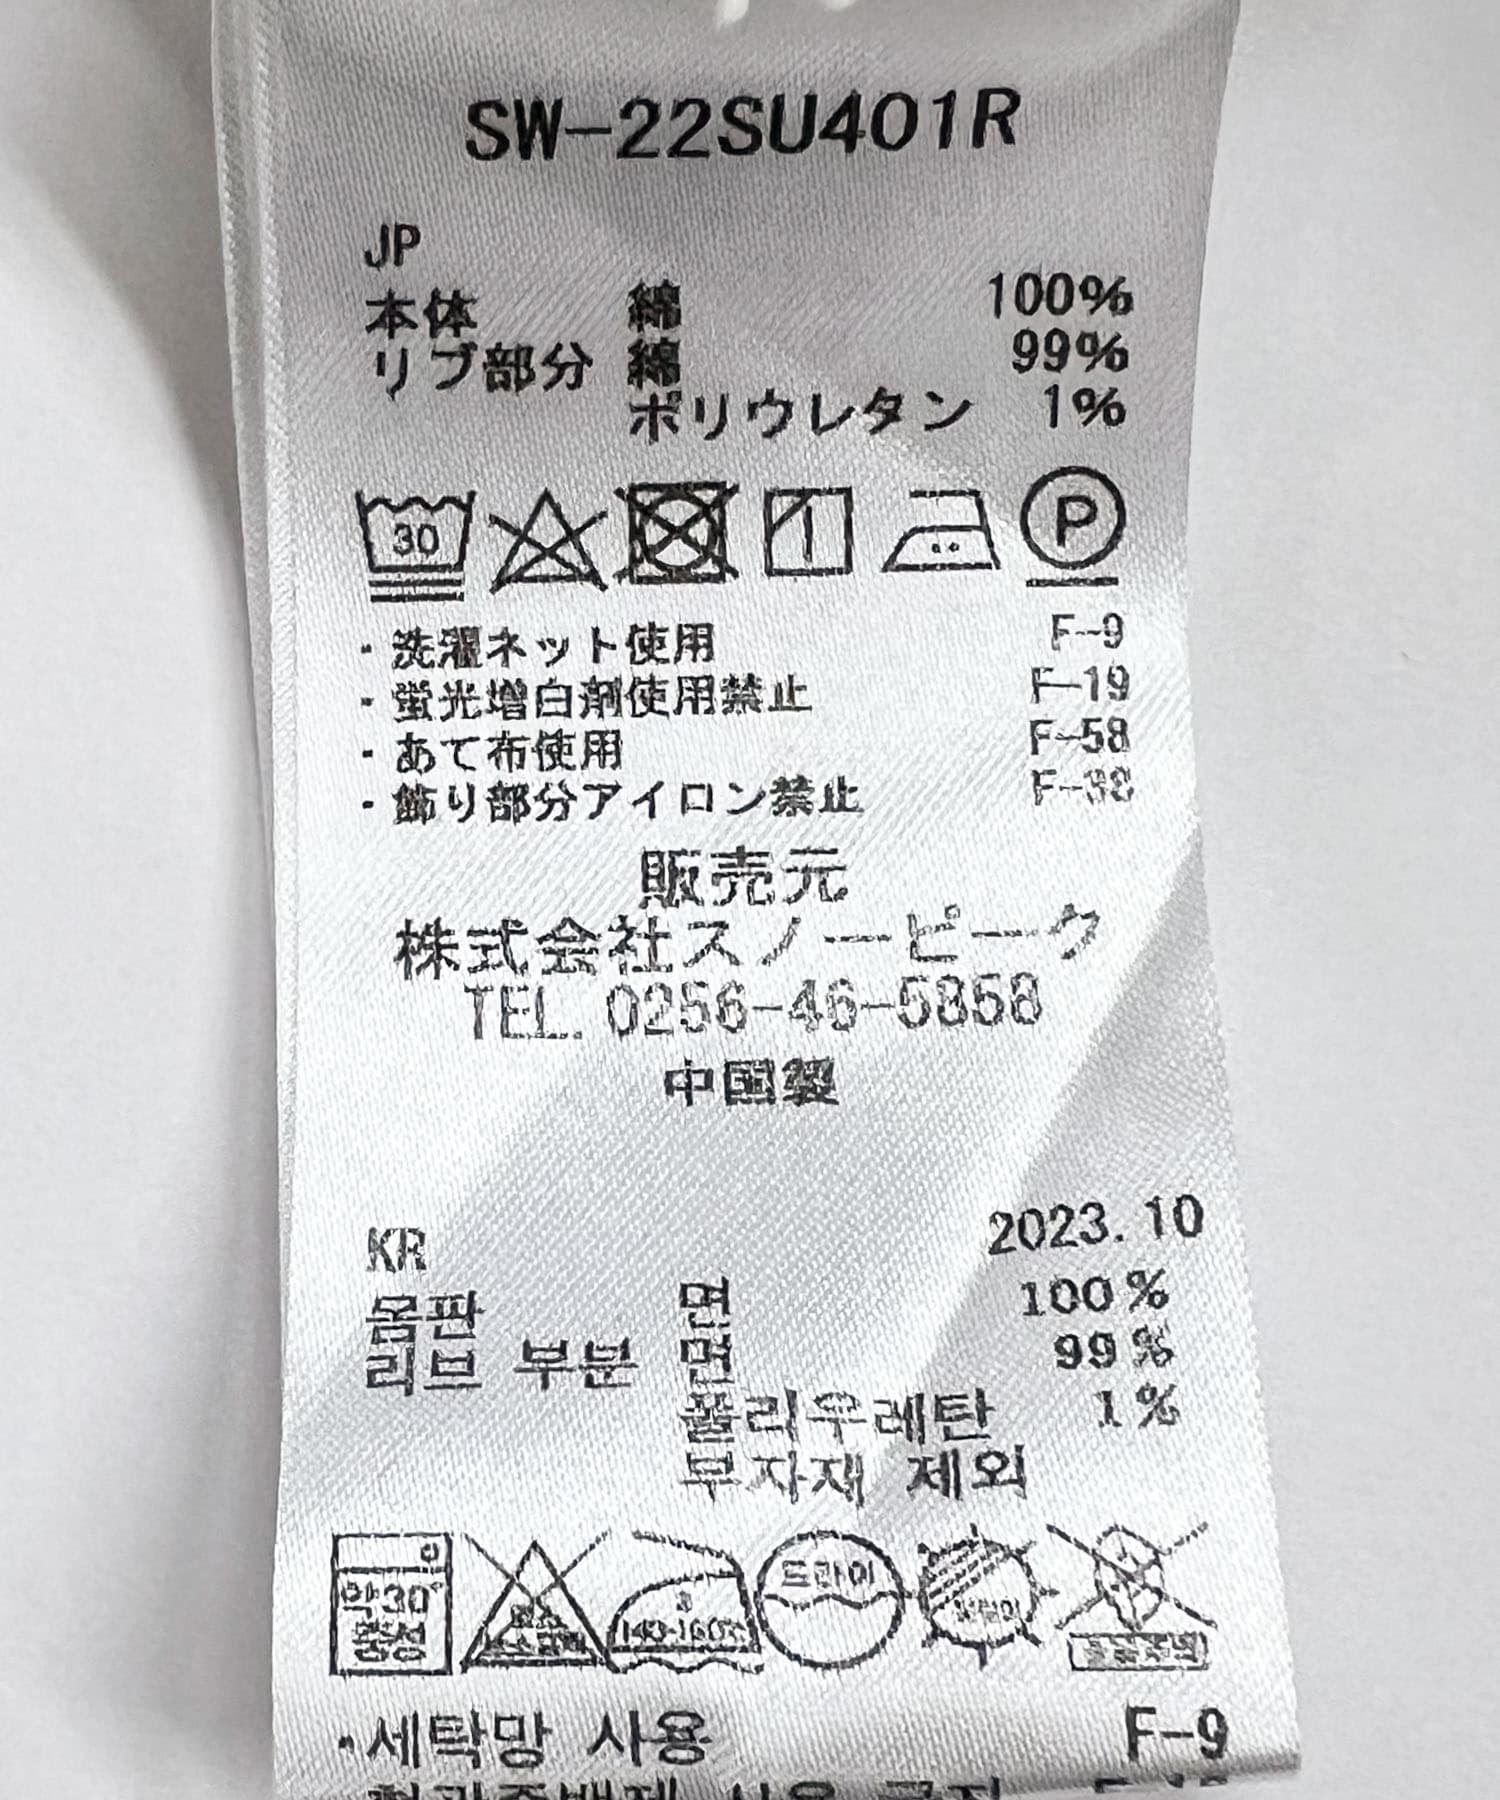 SW-22SU401R
JP
本体 綿 100%
リブ部分 綿 99%
ポリウレタン 1%
30 P
・洗濯ネット使用 F-9
・蛍光増白剤使用禁止 F-19
・あて布使用 F-58
・飾り部分アイロン禁止 F-38
販売元
株式会社スノーピーク
TEL. 0256-46-5858
中国製
2023.10
KR
몸판 면 100%
리브 부분 면 99%
폴리우레탄 1%
부자재 제외
약30°
중성
드라이
・세탁망 사용 F-9